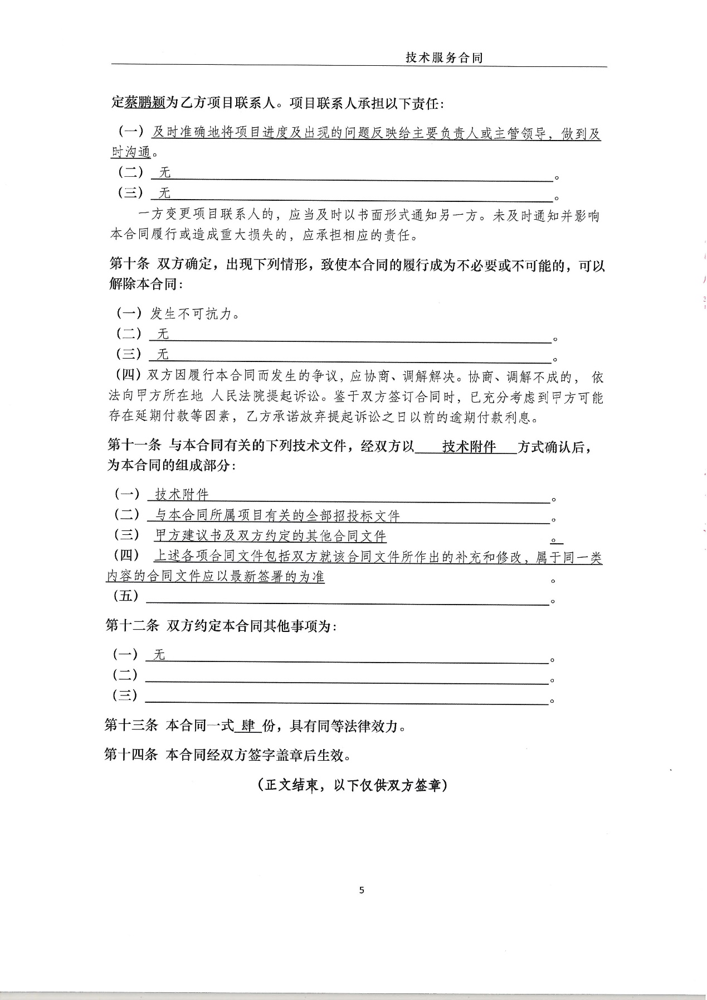 技术服务合同
定蔡鹏颖为乙方项目联系人。项目联系人承担以下责任：
（一）及时准确地将项目进度及出现的问题反映给主要负责人或主管领导，做到及
时沟通。
（二） 无 。
（三） 无 。
一方变更项目联系人的，应当及时以书面形式通知另一方。未及时通知并影响
本合同履行或造成重大损失的，应承担相应的责任。
第十条 双方确定，出现下列情形，致使本合同的履行成为不必要或不可能的，可以
解除本合同：
（一）发生不可抗力。
（二） 无 。
（三） 无 。
（四）双方因履行本合同而发生的争议，应协商、调解解决。协商、调解不成的， 依
法向甲方所在地 人民法院提起诉讼。鉴于双方签订合同时，已充分考虑到甲方可能
存在延期付款等因素，乙方承诺放弃提起诉讼之日以前的逾期付款利息。
第十一条 与本合同有关的下列技术文件，经双方以 技术附件 方式确认后，
为本合同的组成部分：
（一） 技术附件 。
（二） 与本合同所属项目有关的全部招投标文件 。
（三） 甲方建议书及双方约定的其他合同文件 。
（四） 上述各项合同文件包括双方就该合同文件所作出的补充和修改，属于同一类
内容的合同文件应以最新签署的为准 。
（五） 。
第十二条 双方约定本合同其他事项为：
（一） 无 。
（二） 。
（三） 。
第十三条 本合同一式 肆 份，具有同等法律效力。
第十四条 本合同经双方签字盖章后生效。
（正文结束，以下仅供双方签章）
5